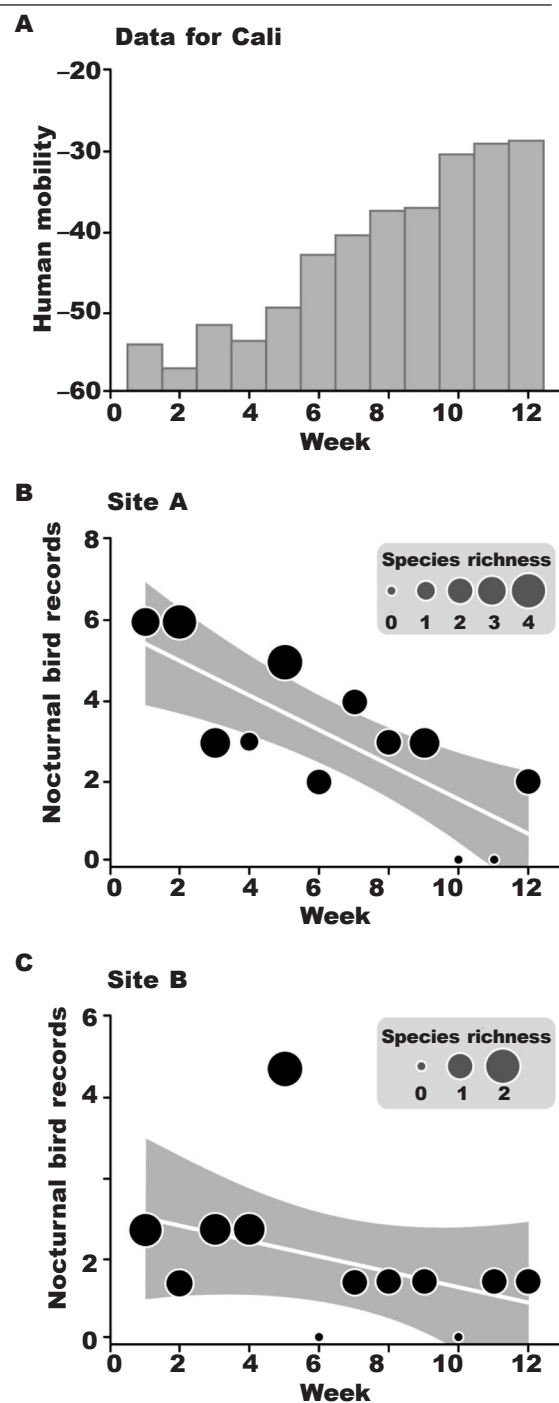 A
Data for Cali
Human mobility
–20
–30
–40
–50
–60
0 2 4 6 8 10 12
Week
B
Site A
Nocturnal bird records
8
6
4
2
0
Species richness
0 1 2 3 4
0 2 4 6 8 10 12
Week
C
Site B
Nocturnal bird records
6
4
2
0
Species richness
0 1 2
0 2 4 6 8 10 12
Week